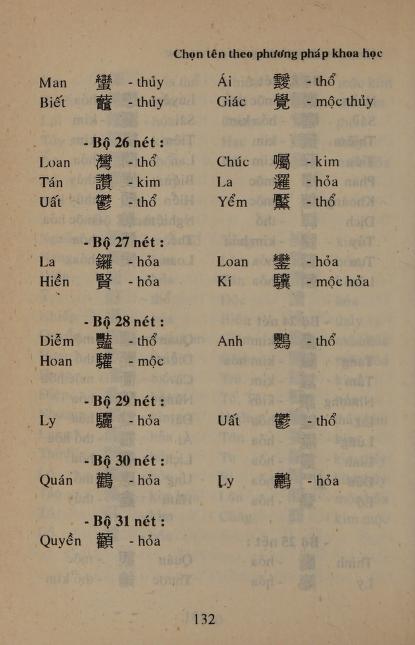 Chọn tên theo phương pháp khoa học
Man 蠻 - thủy Ái 靉 - thổ
Biết - thủy Giác 覺 - mộc thủy
- Bộ 26 nét :
Loan 灣 - thổ Chúc 囑 - kim
Tán 讚 - kim La 邏 - hỏa
Uất 鬱 - thổ Yểm - thổ
- Bộ 27 nét :
La 鑼 - hỏa Loan 鑾 - hỏa
Hiền 賢 - hỏa Kí 驥 - mộc hỏa
- Bộ 28 nét :
Diễm 豔 - thổ Anh 鸚 - thổ
Hoan 驩 - mộc
- Bộ 29 nét :
Ly 驪 - hỏa Uất 鬱 - thổ
- Bộ 30 nét :
Quán 鸛 - hỏa Ly 鸝 - hỏa
- Bộ 31 nét :
Quyền 顴 - hỏa
132